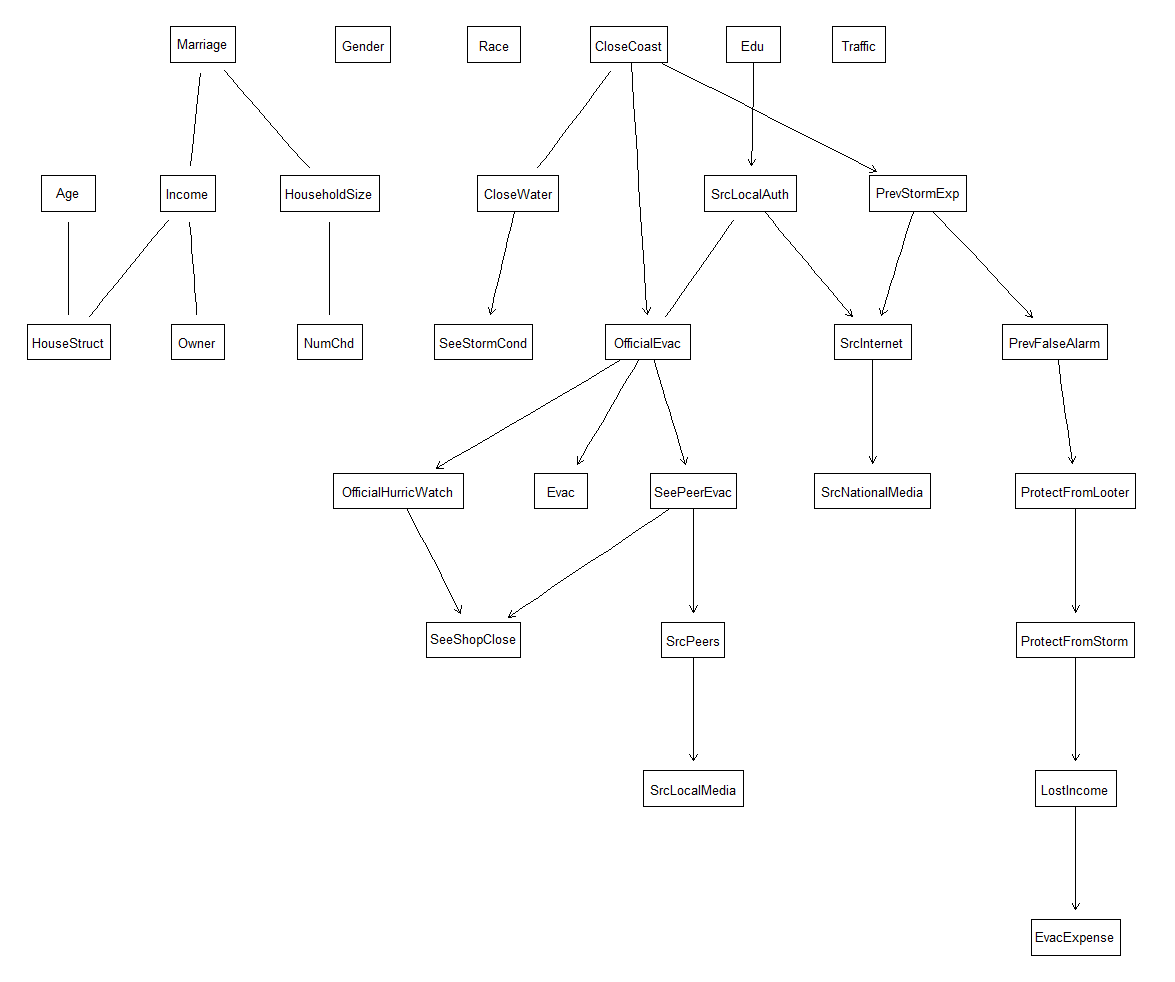 Marriage
Gender
Race
CloseCoast
Edu
Traffic
Age
Income
HouseholdSize
CloseWater
SrcLocalAuth
PrevStormExp
HouseStruct
Owner
NumChd
SeeStormCond
OfficialEvac
SrcInternet
PrevFalseAlarm
OfficialHurricWatch
Evac
SeePeerEvac
SrcNationalMedia
ProtectFromLooter
SeeShopClose
SrcPeers
ProtectFromStorm
SrcLocalMedia
LostIncome
EvacExpense